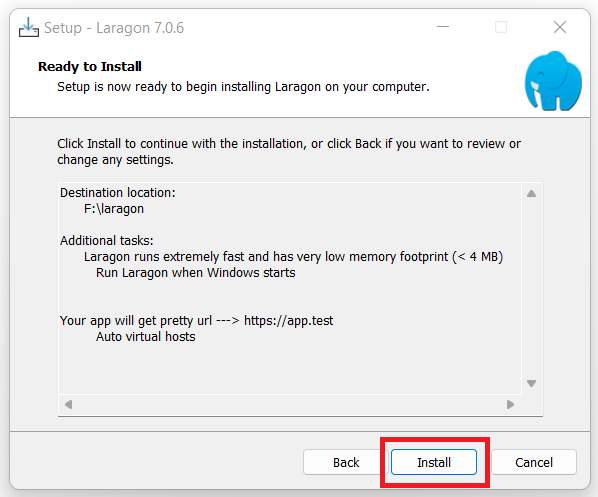 Setup - Laragon 7.0.6
Ready to Install
Setup is now ready to begin installing Laragon on your computer.
Click Install to continue with the installation, or click Back if you want to review or
change any settings.
Destination location:
F:\laragon
Additional tasks:
Laragon runs extremely fast and has very low memory footprint (< 4 MB)
Run Laragon when Windows starts
Your app will get pretty url ---> https://app.test
Auto virtual hosts
Back Install Cancel